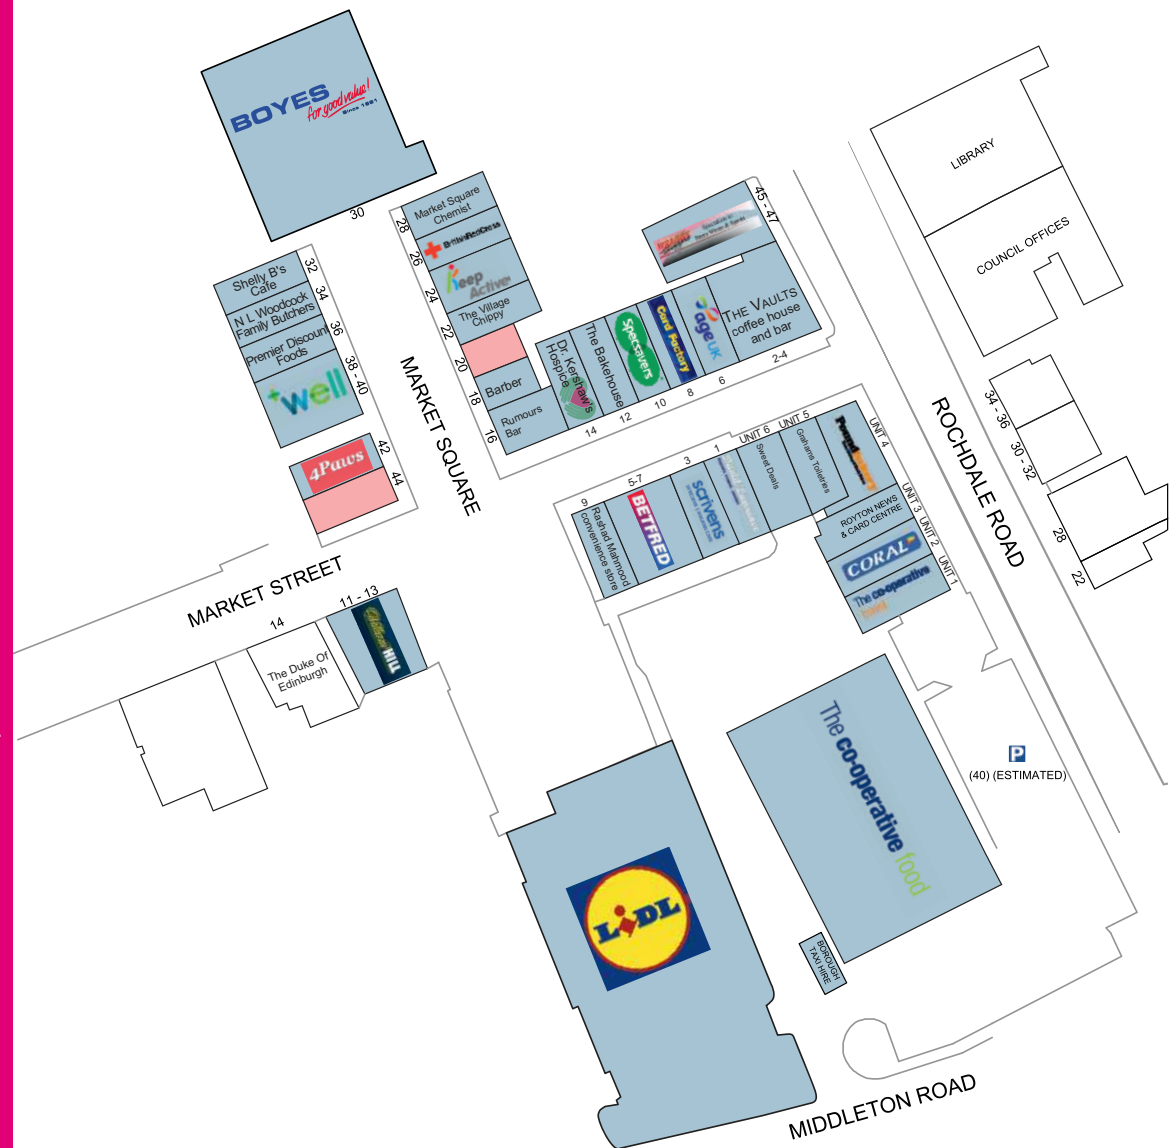 BOYES
for good value!
Since 1881
30
Market Square
Chemist
28
BritishRedCross
26
Keep
Active
24
The Village
Chippy
22
20
Barber
18
Rumours
Bar
16
Shelly B's
Cafe
32
N L Woodcock
Family Butchers
34
Premier Discount
Foods
36
well
38 - 40
4Paws
42
44
MARKET SQUARE
Dr. Kershaw's
Hospice
14
The Bakehouse
12
Specsavers
10
Card Factory
8
age UK
6
THE VAULTS
coffee house
and bar
2-4
45 - 47
LIBRARY
COUNCIL OFFICES
34 - 36
30 - 32
28
22
ROCHDALE ROAD
9
Rashad Mahmood
convenience store
5-7
BETFRED
3
scrivens
1
UNIT 6
Sweet Deals
UNIT 5
Grahams Toiletries
UNIT 4
UNIT 3
ROYTON NEWS
& CARD CENTRE
UNIT 2
CORAL
UNIT 1
The co-operative
food
MARKET STREET
11 - 13
William
HILL
14
The Duke Of
Edinburgh
The co-operative food
P
(40) (ESTIMATED)
LIDL
BOROUGH
TAXI HIRE
MIDDLETON ROAD